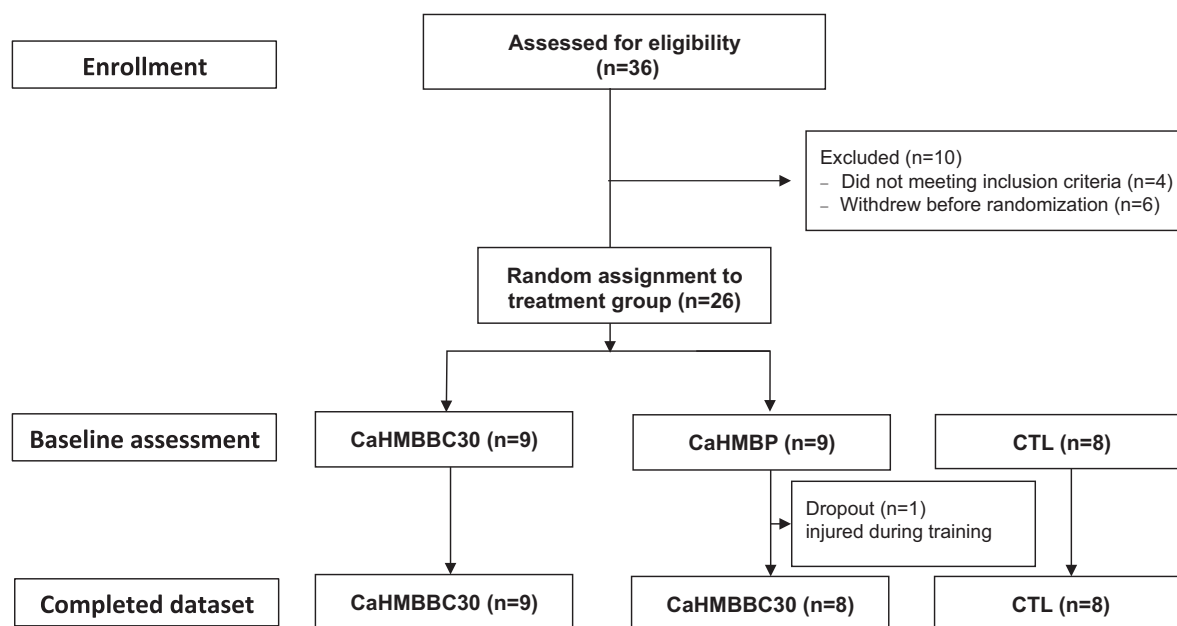 Enrollment
Assessed for eligibility
(n=36)
Excluded (n=10)
– Did not meeting inclusion criteria (n=4)
– Withdrew before randomization (n=6)
Random assignment to
treatment group (n=26)
Baseline assessment
CaHMBBC30 (n=9)
CaHMBP (n=9)
CTL (n=8)
Dropout (n=1)
injured during training
Completed dataset
CaHMBBC30 (n=9)
CaHMBBC30 (n=8)
CTL (n=8)